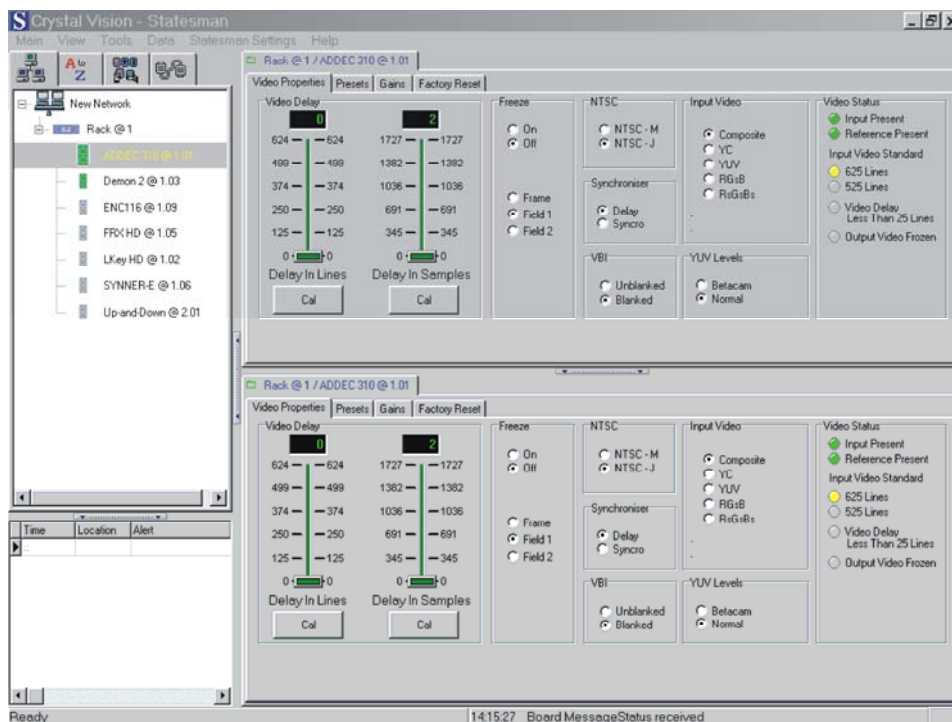 S Crystal Vision - Statesman
Main View Tools Data Statesman Settings Help
A to Z
New Network
Rack @ 1
ADDEC 310 @ 1.01
Demon 2 @ 1.03
ENC116 @ 1.09
FRX HD @ 1.05
LKey HD @ 1.02
SYNNER-E @ 1.06
Up-and-Down @ 2.01
Time Location Alert
::
Rack @ 1 / ADDEC 310 @ 1.01
Video Properties Presets Gains Factory Reset
Video Delay
0 2
624 624 1727 1727
499 499 1382 1382
374 374 1036 1036
250 250 691 691
125 125 345 345
0 0 0 0
Delay In Lines Delay In Samples
Cal Cal
Freeze
On
Off
Frame
Field 1
Field 2
NTSC
NTSC - M
NTSC - J
Synchroniser
Delay
Syncro
VBI
Unblanked
Blanked
Input Video
Composite
YC
YUV
RGsB
RsGsBs
.
.
YUV Levels
Betacam
Normal
Video Status
Input Present
Reference Present
Input Video Standard
625 Lines
525 Lines
Video Delay
Less Than 25 Lines
Output Video Frozen
Rack @ 1 / ADDEC 310 @ 1.01
Video Properties Presets Gains Factory Reset
Video Delay
0 2
624 624 1727 1727
499 499 1382 1382
374 374 1036 1036
250 250 691 691
125 125 345 345
0 0 0 0
Delay In Lines Delay In Samples
Cal Cal
Freeze
On
Off
Frame
Field 1
Field 2
NTSC
NTSC - M
NTSC - J
Synchroniser
Delay
Syncro
VBI
Unblanked
Blanked
Input Video
Composite
YC
YUV
RGsB
RsGsBs
.
.
YUV Levels
Betacam
Normal
Video Status
Input Present
Reference Present
Input Video Standard
625 Lines
525 Lines
Video Delay
Less Than 25 Lines
Output Video Frozen
Ready
14:15:27 Board MessageStatus received